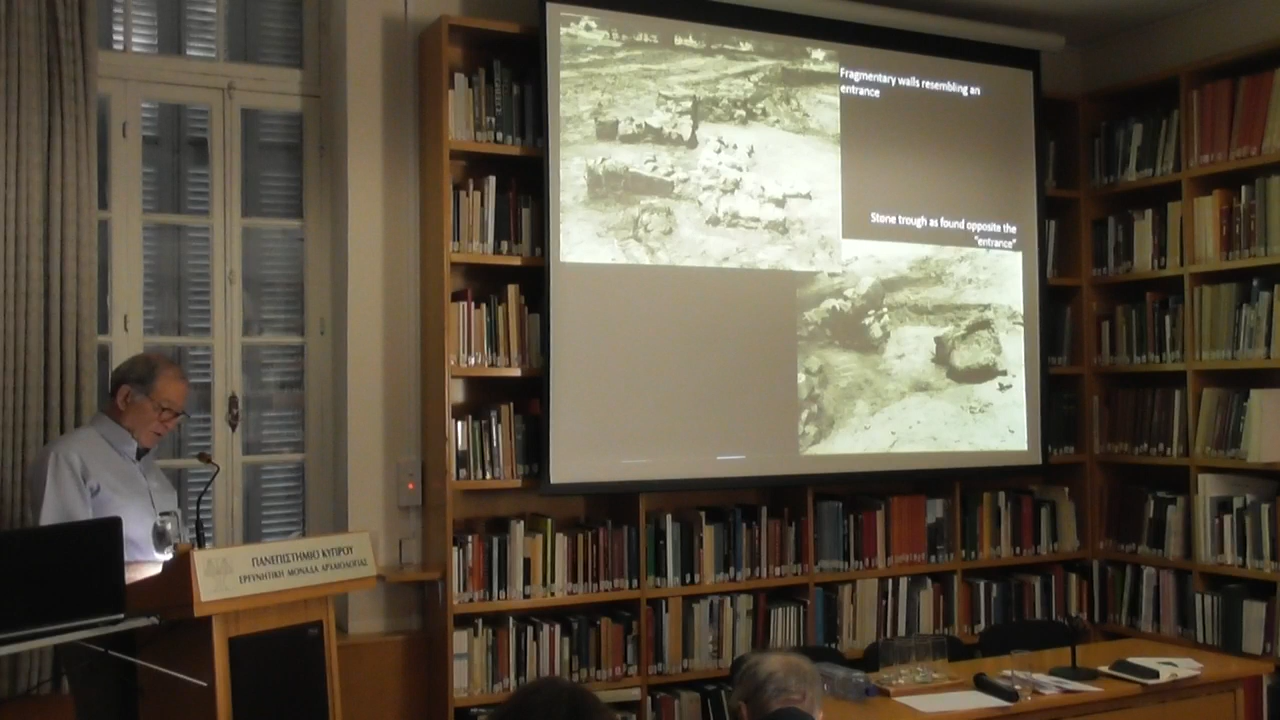 Fragmentary walls resembling an
entrance
Stone trough as found opposite the
"entrance"
ΠΑΝΕΠΙΣΤΗΜΙΟ ΚΥΠΡΟΥ
ΕΡΕΥΝΗΤΙΚΗ ΜΟΝΑΔΑ ΑΡΧΑΙΟΛΟΓΙΑΣ